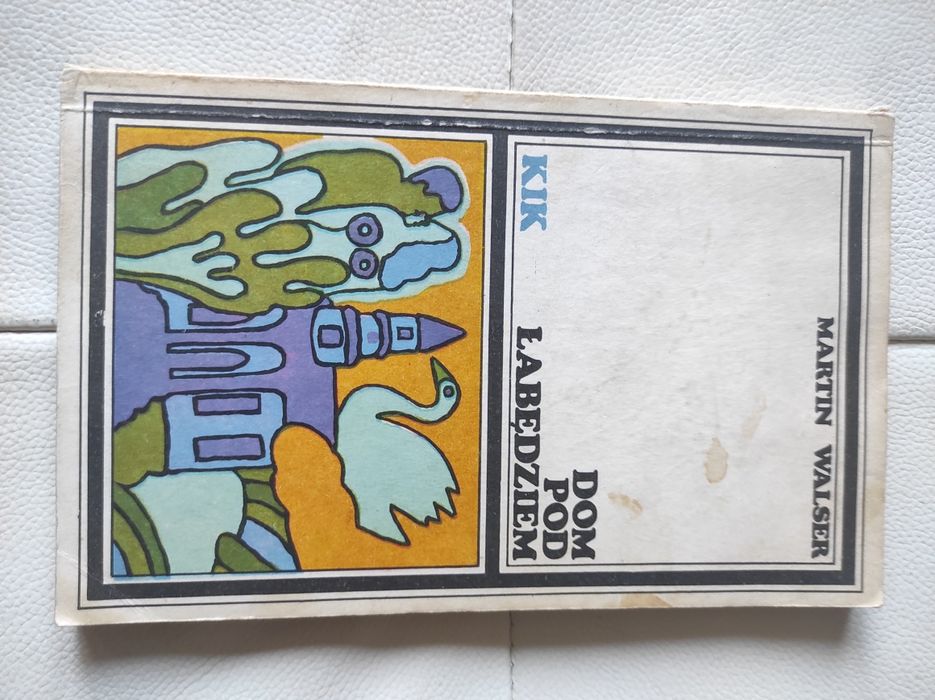 MARTIN WALSER
DOM
POD
ŁABĘDZIEM
KIK